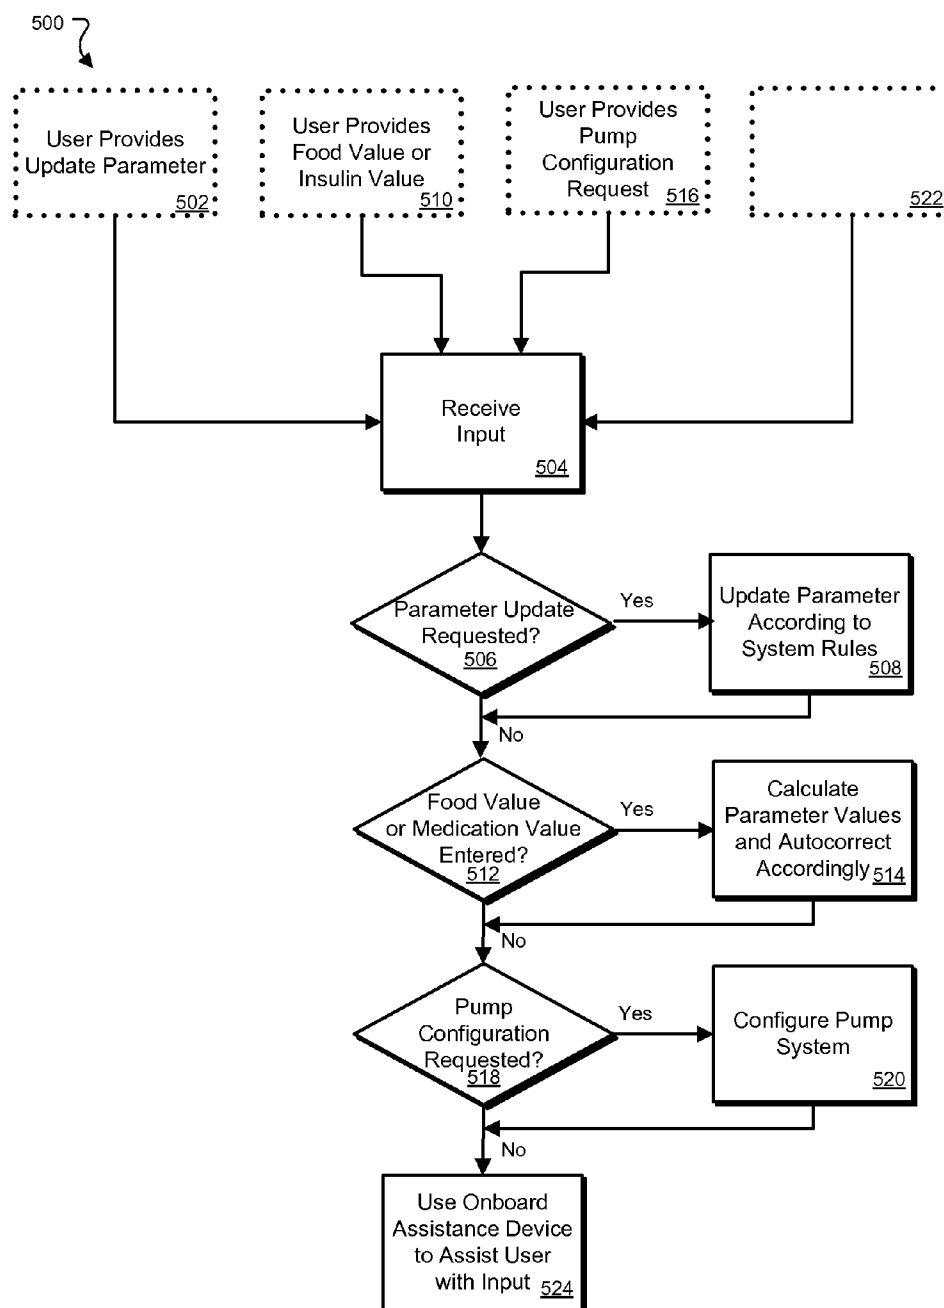 500
User Provides
Update Parameter
502
User Provides
Food Value or
Insulin Value
510
User Provides
Pump
Configuration
Request
516
522
Receive
Input
504
Parameter Update
Requested?
506
Yes
Update Parameter
According to
System Rules
508
No
Food Value
or Medication Value
Entered?
512
Yes
Calculate
Parameter Values
and Autocorrect
Accordingly
514
No
Pump
Configuration
Requested?
518
Yes
Configure Pump
System
520
No
Use Onboard
Assistance Device
to Assist User
with Input
524